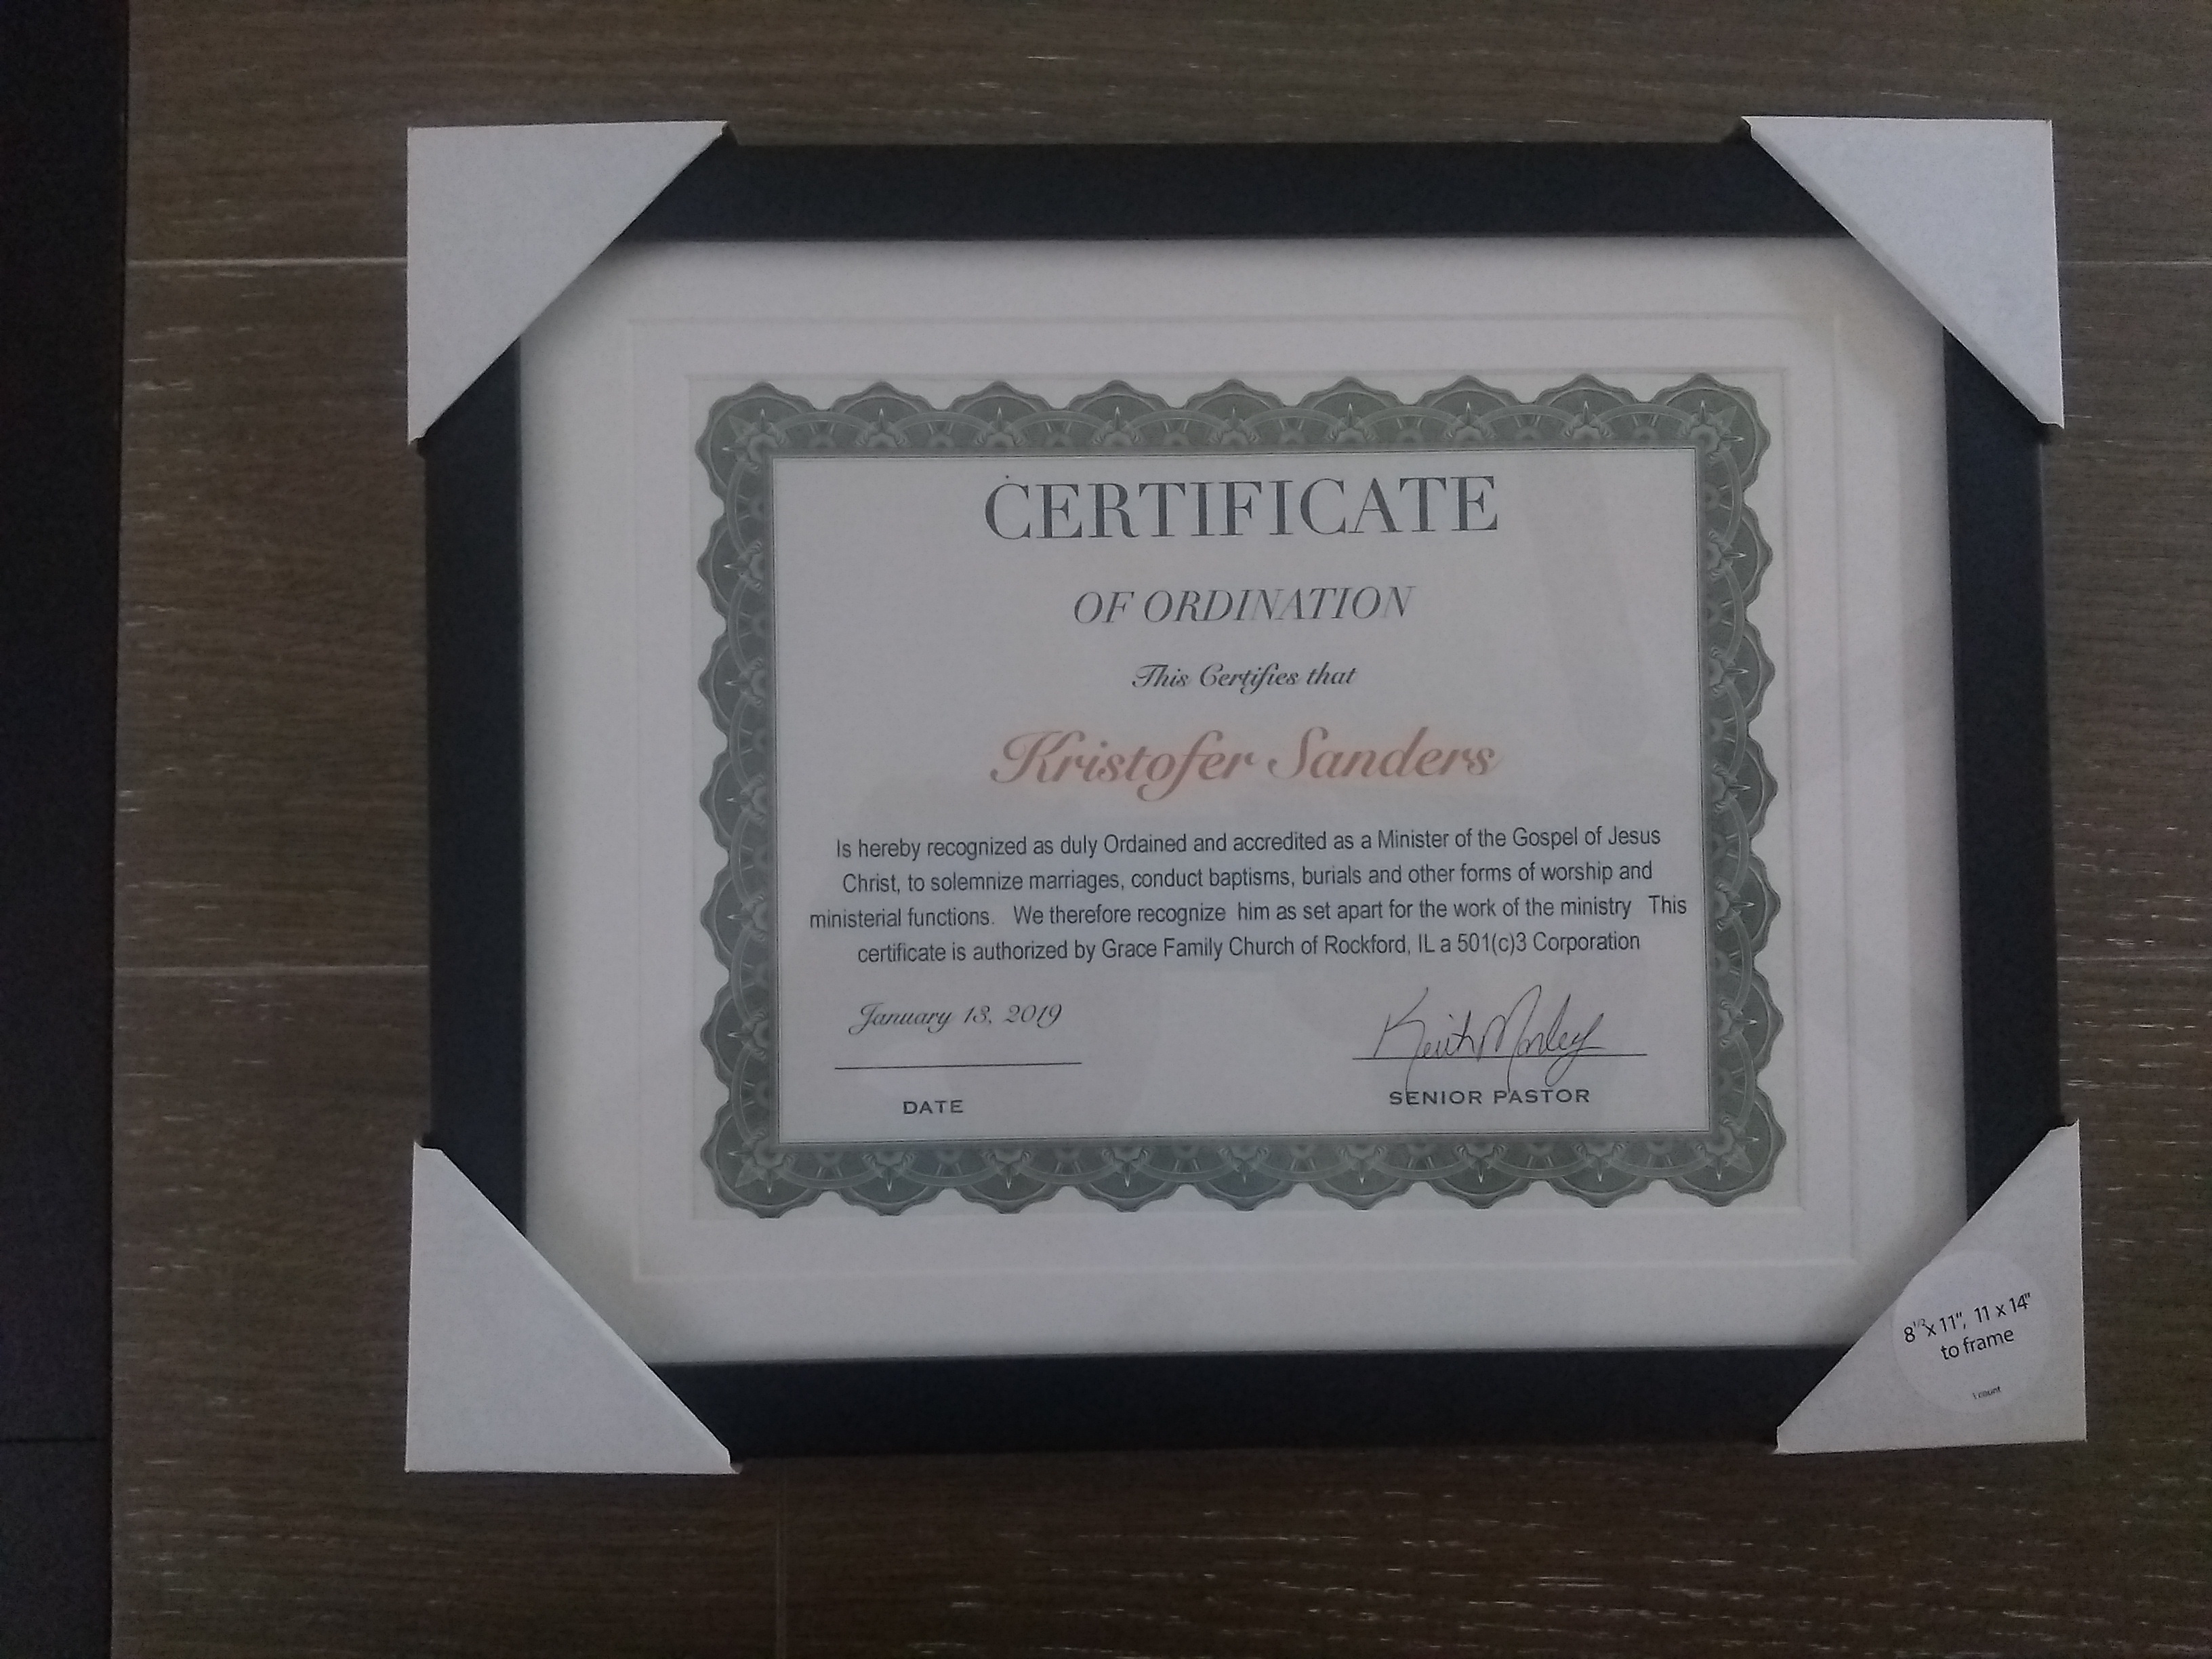 CERTIFICATE
OF ORDINATION
This Certifies that
Kristofer Sanders
Is hereby recognized as duly Ordained and accredited as a Minister of the Gospel of Jesus
Christ, to solemnize marriages, conduct baptisms, burials and other forms of worship and
ministerial functions. We therefore recognize him as set apart for the work of the ministry This
certificate is authorized by Grace Family Church of Rockford, IL a 501(c)3 Corporation
January 13, 2019
Keith Morley
DATE
SENIOR PASTOR
8 1/2 x 11", 11 x 14"
to frame
1 count